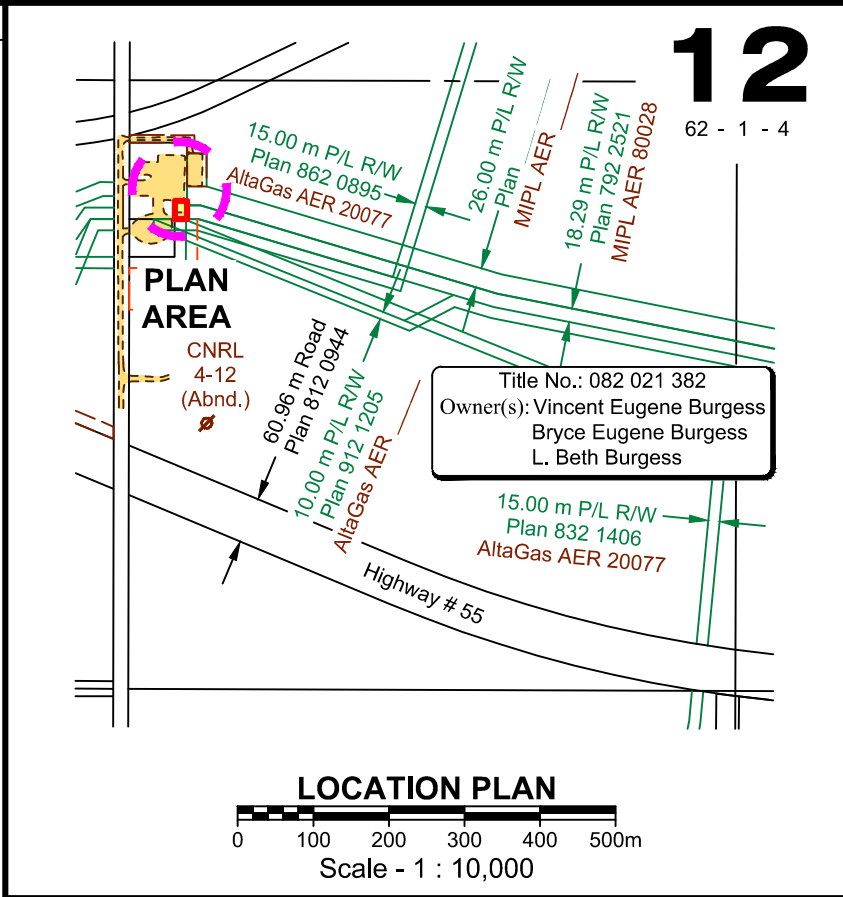 12
62 - 1 - 4
15.00 m P/L R/W
Plan 862 0895
AltaGas AER 20077
26.00 m P/L R/W
Plan
MIPL AER
18.29 m P/L R/W
Plan 792 2521
MIPL AER 80028
PLAN
AREA
CNRL
4-12
(Abnd.)
60.96 m Road
Plan 812 0944
10.00 m P/L R/W
Plan 912 1205
AltaGas AER
Title No.: 082 021 382
Owner(s): Vincent Eugene Burgess
Bryce Eugene Burgess
L. Beth Burgess
15.00 m P/L R/W
Plan 832 1406
AltaGas AER 20077
Highway # 55
LOCATION PLAN
0 100 200 300 400 500m
Scale - 1 : 10,000